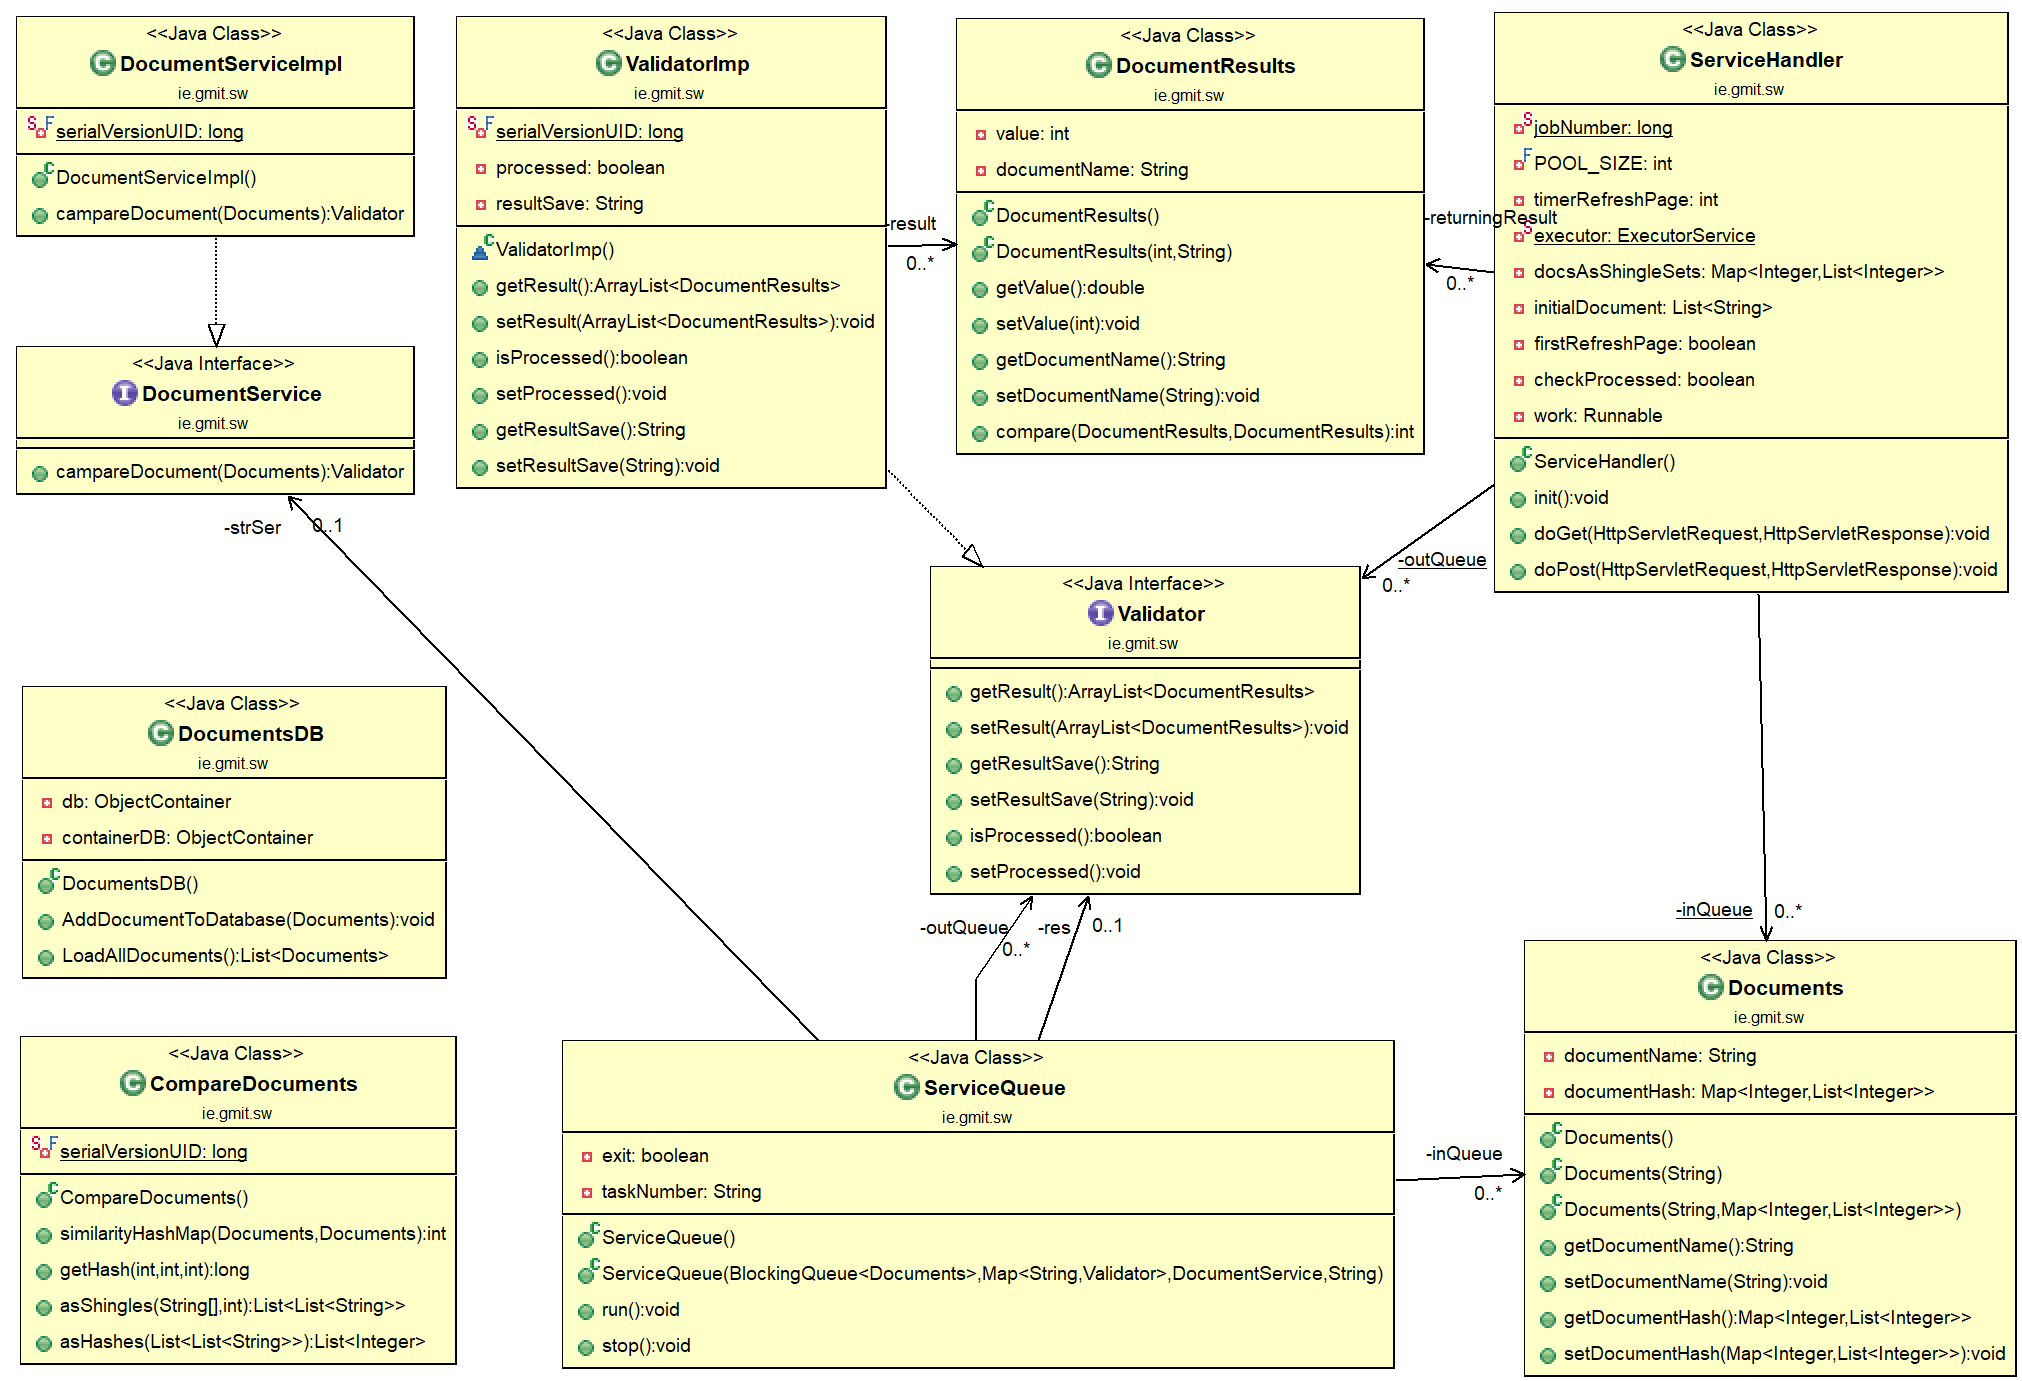 <<Java Class>>
DocumentServiceImpl
ie.gmit.sw
serialVersionUID: long
DocumentServiceImpl()
campareDocument(Documents):Validator
<<Java Class>>
ValidatorImp
ie.gmit.sw
serialVersionUID: long
processed: boolean
resultSave: String
ValidatorImp()
getResult():ArrayList<DocumentResults>
setResult(ArrayList<DocumentResults>):void
isProcessed():boolean
setProcessed():void
getResultSave():String
setResultSave(String):void
-result
0..*
<<Java Class>>
DocumentResults
ie.gmit.sw
value: int
documentName: String
DocumentResults()
DocumentResults(int,String)
getValue():double
setValue(int):void
getDocumentName():String
setDocumentName(String):void
compare(DocumentResults,DocumentResults):int
-returningResult
0..*
<<Java Class>>
ServiceHandler
ie.gmit.sw
jobNumber: long
POOL_SIZE: int
timerRefreshPage: int
executor: ExecutorService
docsAsShingleSets: Map<Integer,List<Integer>>
initialDocument: List<String>
firstRefreshPage: boolean
checkProcessed: boolean
work: Runnable
ServiceHandler()
init():void
doGet(HttpServletRequest,HttpServletResponse):void
doPost(HttpServletRequest,HttpServletResponse):void
<<Java Interface>>
DocumentService
ie.gmit.sw
campareDocument(Documents):Validator
-strSer
0..1
-outQueue
0..*
<<Java Interface>>
Validator
ie.gmit.sw
getResult():ArrayList<DocumentResults>
setResult(ArrayList<DocumentResults>):void
getResultSave():String
setResultSave(String):void
isProcessed():boolean
setProcessed():void
<<Java Class>>
DocumentsDB
ie.gmit.sw
db: ObjectContainer
containerDB: ObjectContainer
DocumentsDB()
AddDocumentToDatabase(Documents):void
LoadAllDocuments():List<Documents>
-outQueue
0..*
-res
0..1
-inQueue
0..*
<<Java Class>>
CompareDocuments
ie.gmit.sw
serialVersionUID: long
CompareDocuments()
similarityHashMap(Documents,Documents):int
getHash(int,int,int):long
asShingles(String[],int):List<List<String>>
asHashes(List<List<String>>):List<Integer>
<<Java Class>>
ServiceQueue
ie.gmit.sw
exit: boolean
taskNumber: String
ServiceQueue()
ServiceQueue(BlockingQueue<Documents>,Map<String,Validator>,DocumentService,String)
run():void
stop():void
-inQueue
0..*
<<Java Class>>
Documents
ie.gmit.sw
documentName: String
documentHash: Map<Integer,List<Integer>>
Documents()
Documents(String)
Documents(String,Map<Integer,List<Integer>>)
getDocumentName():String
setDocumentName(String):void
getDocumentHash():Map<Integer,List<Integer>>
setDocumentHash(Map<Integer,List<Integer>>):void